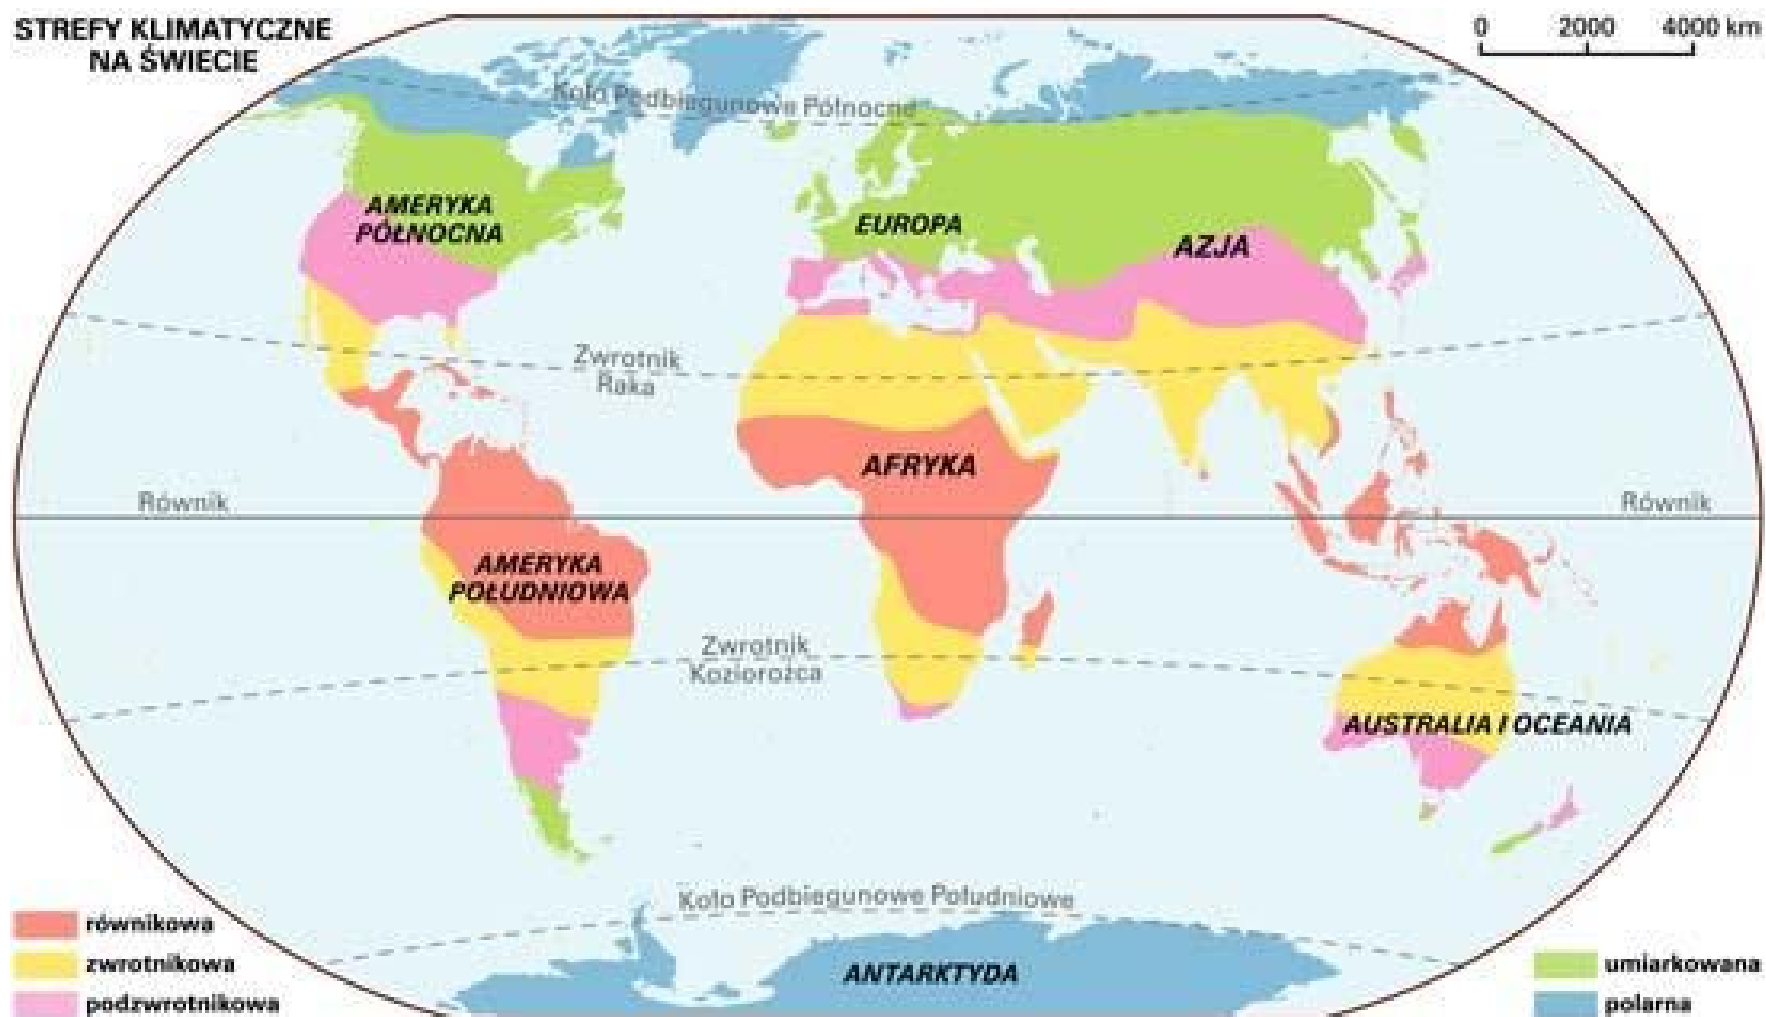 STREFY KLIMATYCZNE
NA ŚWIECIE
0 2000 4000 km
Koło Podbiegunowe Północne
AMERYKA
PÓŁNOCNA
EUROPA
AZJA
Zwrotnik
Raka
AFRYKA
Równik
Równik
AMERYKA
POŁUDNIOWA
Zwrotnik
Koziorożca
AUSTRALIA I OCEANIA
Koło Podbiegunowe Południowe
ANTARKTYDA
równikowa
zwrotnikowa
podzwrotnikowa
umiarkowana
polarna